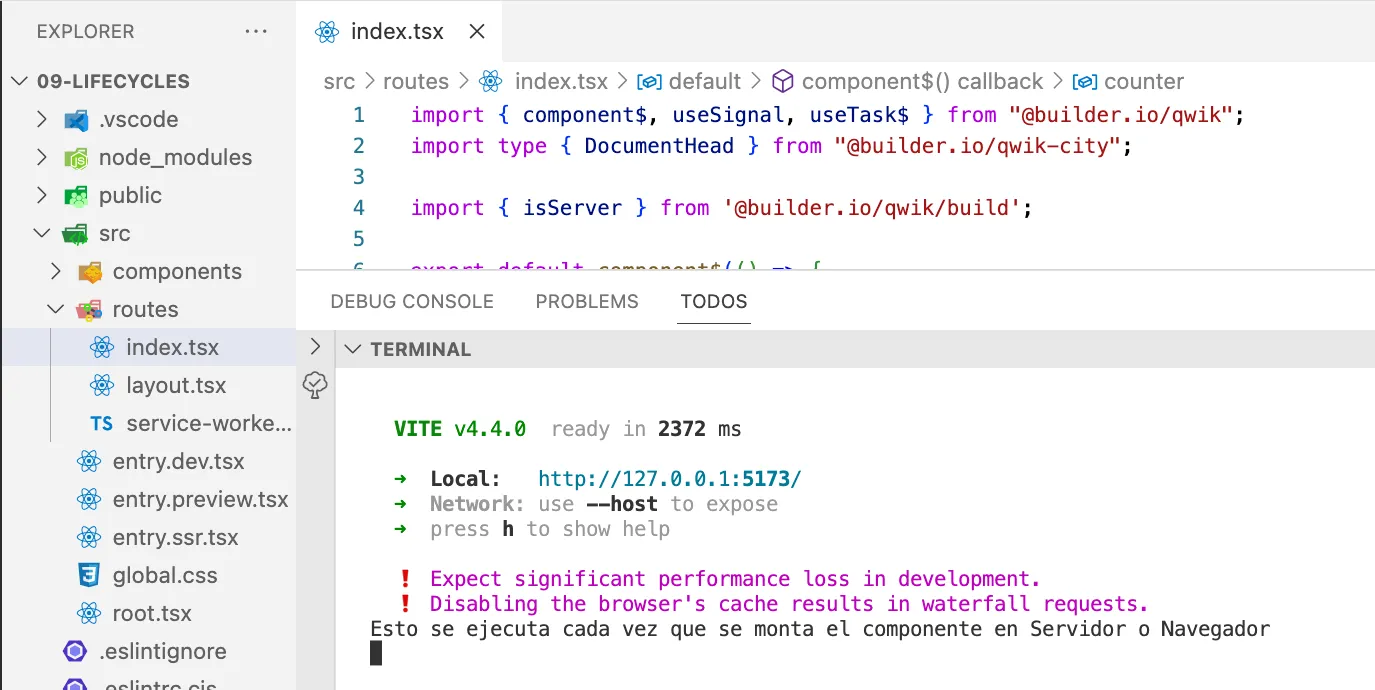 EXPLORER
index.tsx
09-LIFECYCLES
.vscode
node_modules
public
src
components
routes
index.tsx
layout.tsx
TS service-worke...
entry.dev.tsx
entry.preview.tsx
entry.ssr.tsx
global.css
root.tsx
.eslintignore
.eslintrc.cjs
src routes index.tsx default component$() callback counter
1 import { component$, useSignal, useTask$ } from "@builder.io/qwik";
2 import type { DocumentHead } from "@builder.io/qwik-city";
3
4 import { isServer } from '@builder.io/qwik/build';
5
6 export default component$(() => {
DEBUG CONSOLE PROBLEMS TODOS
TERMINAL
VITE v4.4.0 ready in 2372 ms
➜ Local: http://127.0.0.1:5173/
➜ Network: use --host to expose
➜ press h to show help
❗ Expect significant performance loss in development.
❗ Disabling the browser's cache results in waterfall requests.
Esto se ejecuta cada vez que se monta el componente en Servidor o Navegador